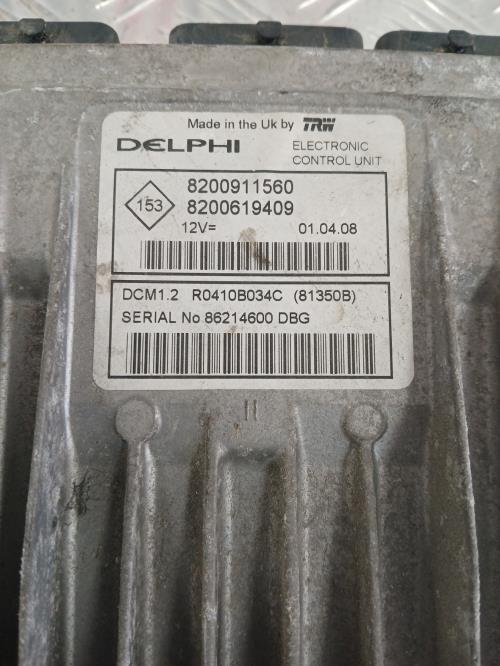 Made in the Uk by TRW
DELPHI
ELECTRONIC
CONTROL UNIT
153
8200911560
8200619409
12V= 01.04.08
DCM1.2 R0410B034C (81350B)
SERIAL No 86214600 DBG